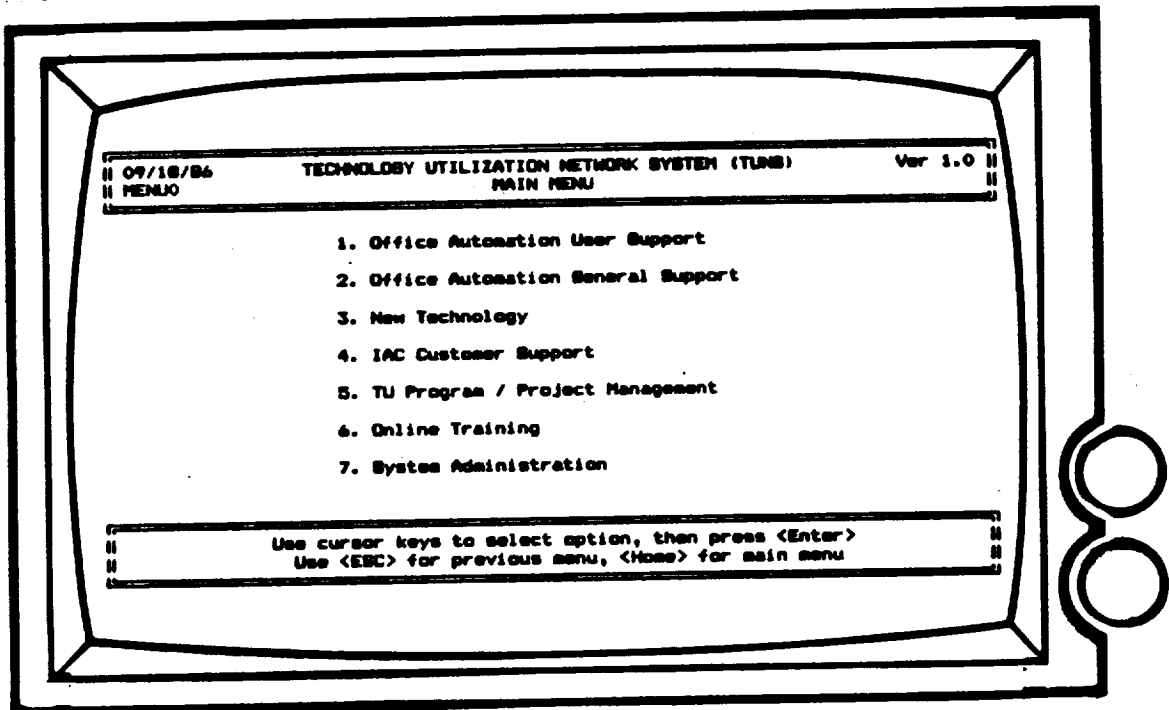 09/18/86 TECHNOLOGY UTILIZATION NETWORK SYSTEM (TUNS) Ver 1.0
MENU0 MAIN MENU
1. Office Automation User Support
2. Office Automation General Support
3. New Technology
4. IAC Customer Support
5. TU Program / Project Management
6. Online Training
7. System Administration
Use cursor keys to select option, then press <Enter>
Use <ESC> for previous menu, <Home> for main menu